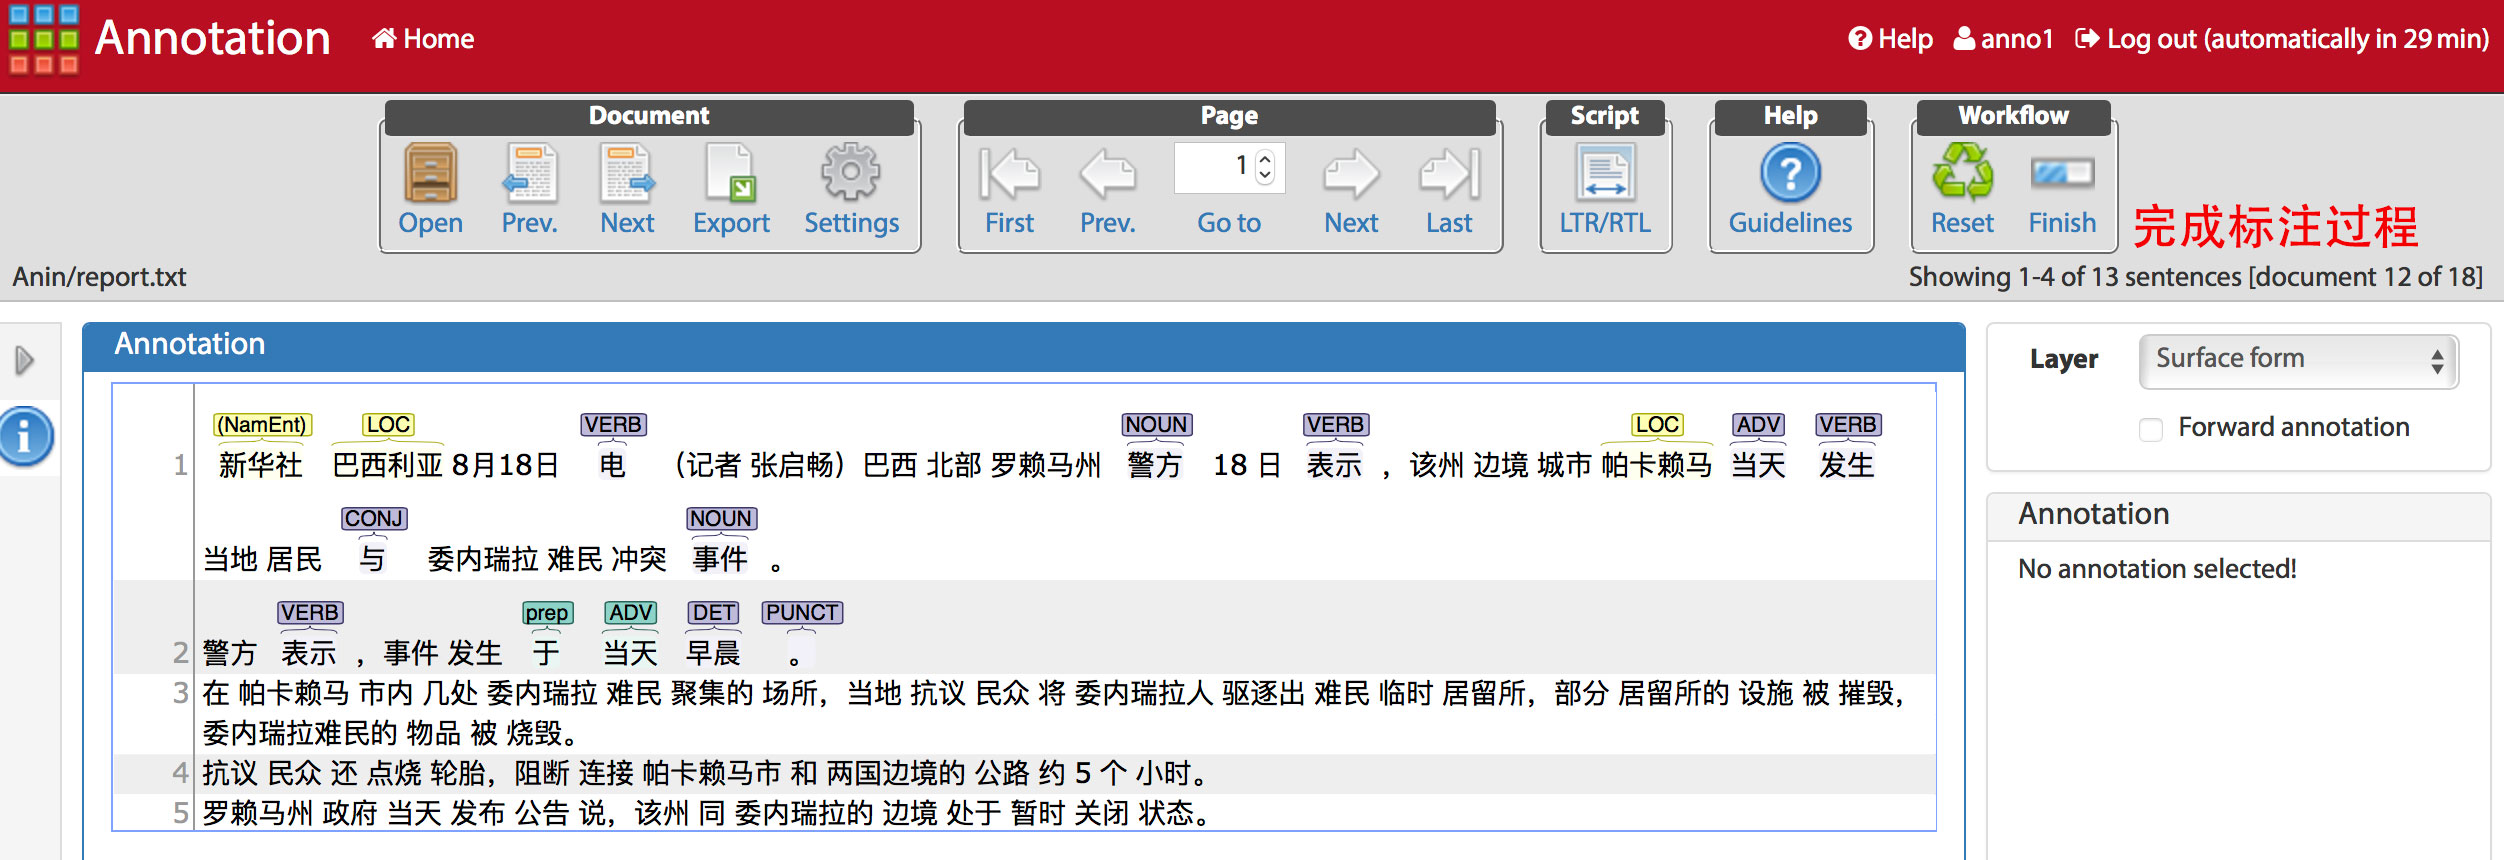 Annotation Home Help anno1 Log out (automatically in 29 min)
Document Page Script Help Workflow
Open Prev. Next Export Settings First Prev. 1 Go to Next Last LTR/RTL Guidelines Reset Finish 完成标注过程
Anin/report.txt Showing 1-4 of 13 sentences [document 12 of 18]
Annotation
(NamEnt) LOC VERB NOUN VERB LOC ADV VERB
1 新华社 巴西利亚 8月18日 电 （记者 张启畅）巴西 北部 罗赖马州 警方 18 日 表示 ，该州 边境 城市 帕卡赖马 当天 发生
CONJ NOUN
当地 居民 与 委内瑞拉 难民 冲突 事件 。
VERB prep ADV DET PUNCT
2 警方 表示 ，事件 发生 于 当天 早晨 。
3 在 帕卡赖马 市内 几处 委内瑞拉 难民 聚集的 场所，当地 抗议 民众 将 委内瑞拉人 驱逐出 难民 临时 居留所，部分 居留所的 设施 被 摧毁，
委内瑞拉难民的 物品 被 烧毁。
4 抗议 民众 还 点烧 轮胎，阻断 连接 帕卡赖马市 和 两国边境的 公路 约 5 个 小时。
5 罗赖马州 政府 当天 发布 公告 说，该州 同 委内瑞拉的 边境 处于 暂时 关闭 状态。
Layer Surface form
Forward annotation
Annotation
No annotation selected!